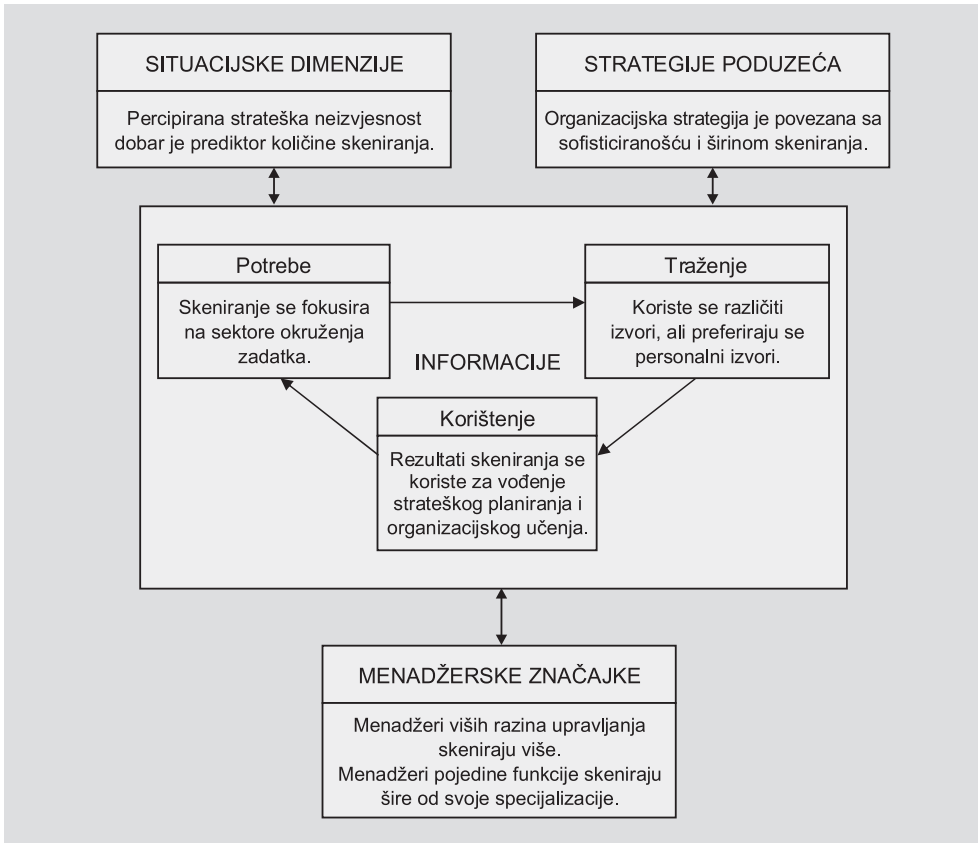 SITUACIJSKE DIMENZIJE
Percipirana strateška neizvjesnost
dobar je prediktor količine skeniranja.
STRATEGIJE PODUZEĆA
Organizacijska strategija je povezana sa
sofisticiranošću i širinom skeniranja.
Potrebe
Skeniranje se fokusira
na sektore okruženja
zadatka.
Traženje
Koriste se različiti
izvori, ali preferiraju se
personalni izvori.
INFORMACIJE
Korištenje
Rezultati skeniranja se
koriste za vođenje
strateškog planiranja i
organizacijskog učenja.
MENADŽERSKE ZNAČAJKE
Menadžeri viših razina upravljanja
skeniraju više.
Menadžeri pojedine funkcije skeniraju
šire od svoje specijalizacije.